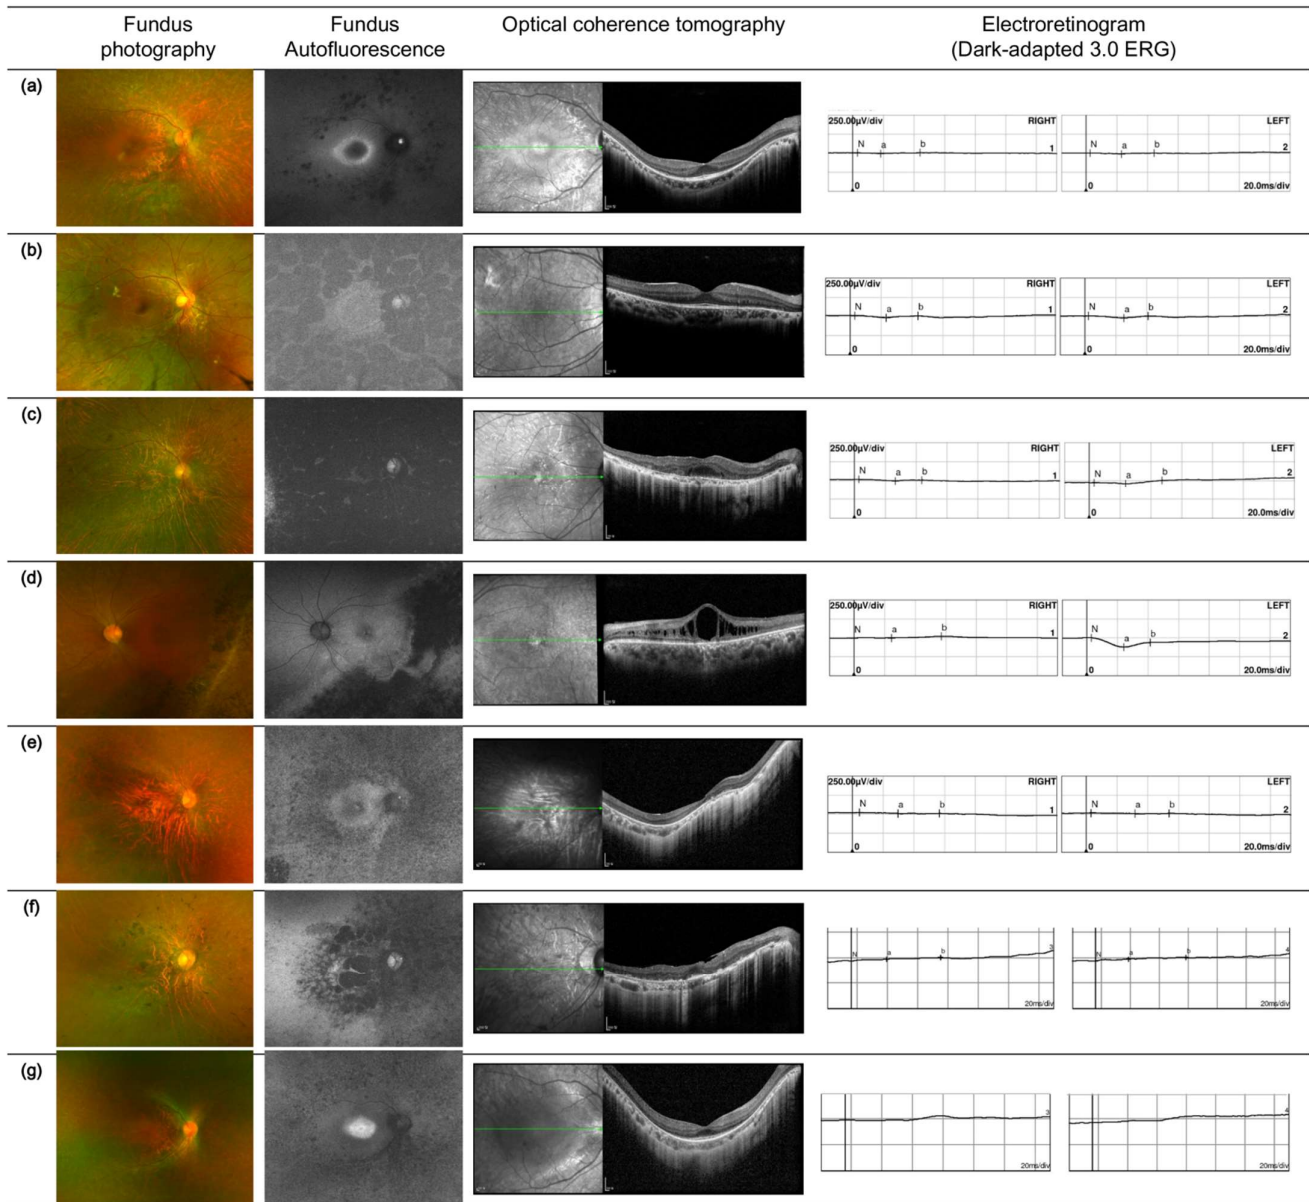 Fundus photography
Fundus Autofluorescence
Optical coherence tomography
Electroretinogram (Dark-adapted 3.0 ERG)
(a)
250.00µV/div RIGHT
N a b 1
0
LEFT
N a b 2
0 20.0ms/div
(b)
250.00µV/div RIGHT
N a b 1
0
LEFT
N a b 2
0 20.0ms/div
(c)
250.00µV/div RIGHT
N a b 1
0
LEFT
N a b 2
0 20.0ms/div
(d)
250.00µV/div RIGHT
N a b 1
0
LEFT
N a b 2
0 20.0ms/div
(e)
250.00µV/div RIGHT
N a b 1
0
LEFT
N a b 2
0 20.0ms/div
(f)
N a b 3
20ms/div
N a b 4
20ms/div
(g)
3
20ms/div
4
20ms/div